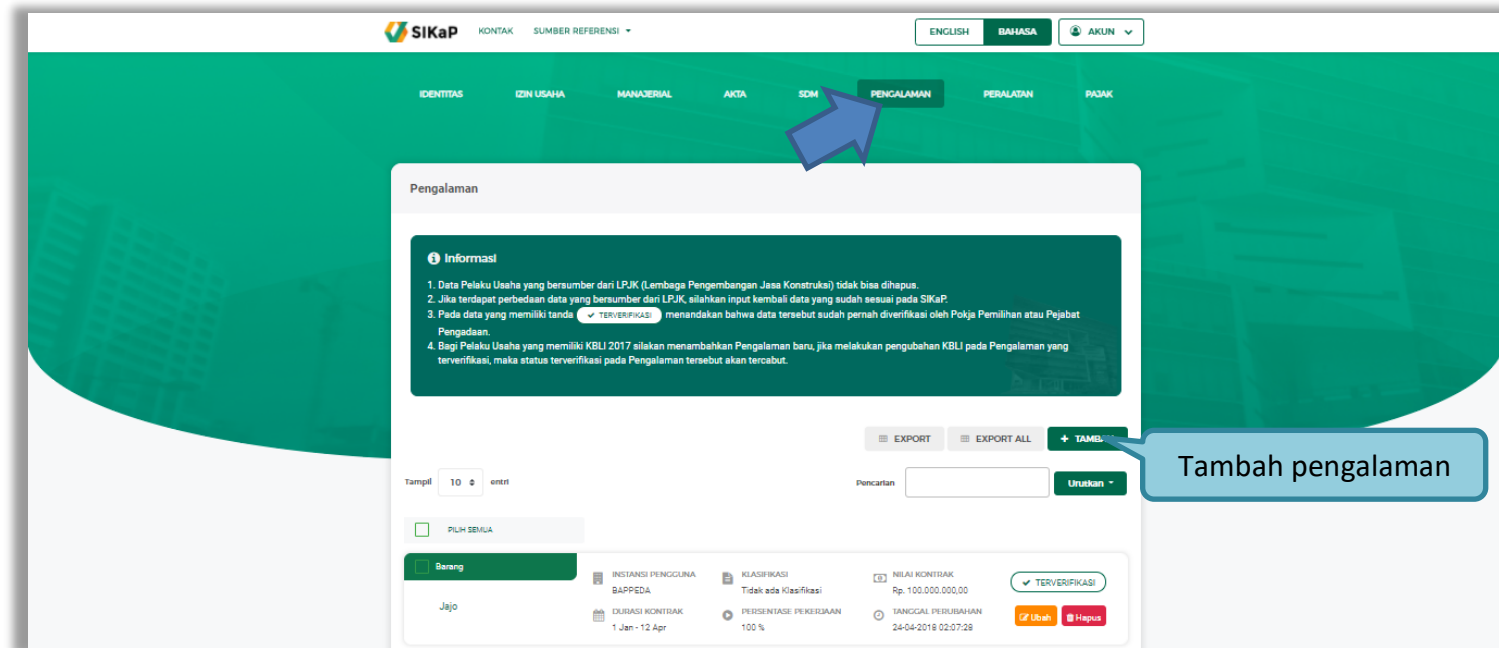 SIKaP KONTAK SUMBER REFERENSI ENGLISH BAHASA AKUN
IDENTITAS IZIN USAHA MANAJERIAL AKTA SDM PENGALAMAN PERALATAN PAJAK
Pengalaman
Informasi
1. Data Pelaku Usaha yang bersumber dari LPJK (Lembaga Pengembangan Jasa Konstruksi) tidak bisa dihapus.
2. Jika terdapat perbedaan data yang bersumber dari LPJK, silahkan input kembali data yang sudah sesuai pada SIKaP.
3. Pada data yang memiliki tanda TERVERIFIKASI menandakan bahwa data tersebut sudah pernah diverifikasi oleh Pokja Pemilihan atau Pejabat
Pengadaan.
4. Bagi Pelaku Usaha yang memiliki KBLI 2017 silakan menambahkan Pengalaman baru, jika melakukan pengubahan KBLI pada Pengalaman yang
terverifikasi, maka status terverifikasi pada Pengalaman tersebut akan tercabut.
EXPORT EXPORT ALL + 
Tambah pengalaman
Tampil 10 entri Pencarian Urutkan
PILIH SEMUA
Barang
Jajo
INSTANSI PENGGUNA KLASIFIKASI NILAI KONTRAK
BAPPEDA Tidak ada Klasifikasi Rp. 100.000.000,00
TERVERIFIKASI
DURASI KONTRAK PERSENTASE PEKERJAAN TANGGAL PERUBAHAN
1 Jan - 12 Apr 100 % 24-04-2018 02:07:28
Ubah Hapus